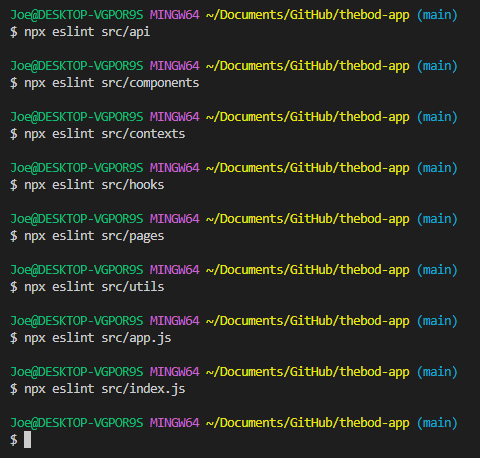 Joe@DESKTOP-VGPOR9S MINGW64 ~/Documents/GitHub/thebod-app (main)
$ npx eslint src/api
Joe@DESKTOP-VGPOR9S MINGW64 ~/Documents/GitHub/thebod-app (main)
$ npx eslint src/components
Joe@DESKTOP-VGPOR9S MINGW64 ~/Documents/GitHub/thebod-app (main)
$ npx eslint src/contexts
Joe@DESKTOP-VGPOR9S MINGW64 ~/Documents/GitHub/thebod-app (main)
$ npx eslint src/hooks
Joe@DESKTOP-VGPOR9S MINGW64 ~/Documents/GitHub/thebod-app (main)
$ npx eslint src/pages
Joe@DESKTOP-VGPOR9S MINGW64 ~/Documents/GitHub/thebod-app (main)
$ npx eslint src/utils
Joe@DESKTOP-VGPOR9S MINGW64 ~/Documents/GitHub/thebod-app (main)
$ npx eslint src/app.js
Joe@DESKTOP-VGPOR9S MINGW64 ~/Documents/GitHub/thebod-app (main)
$ npx eslint src/index.js
Joe@DESKTOP-VGPOR9S MINGW64 ~/Documents/GitHub/thebod-app (main)
$